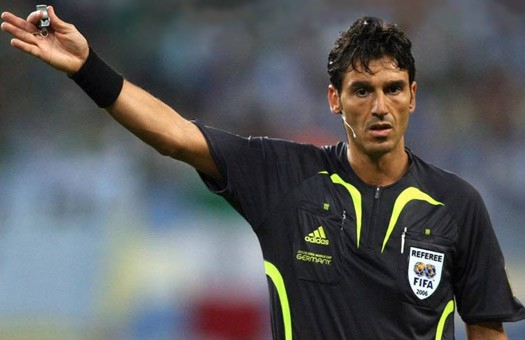 adidas
FIFA WORLD CUP
GERMANY
REFEREE
FIFA
2006